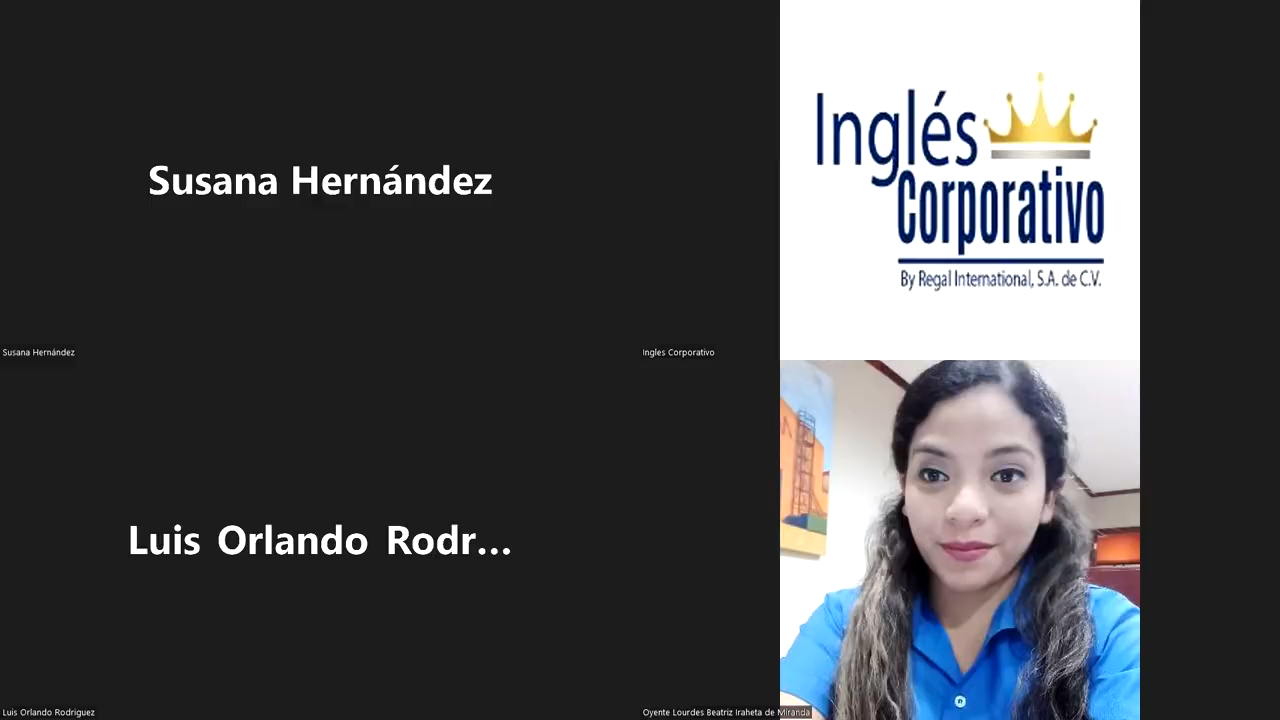 Susana Hernández
Susana Hernández
Inglés
Corporativo
By Regal International, S.A. de C.V.
Ingles Corporativo
Luis Orlando Rodr...
Luis Orlando Rodriguez
Oyente Lourdes Beatriz Iraheta de Miranda